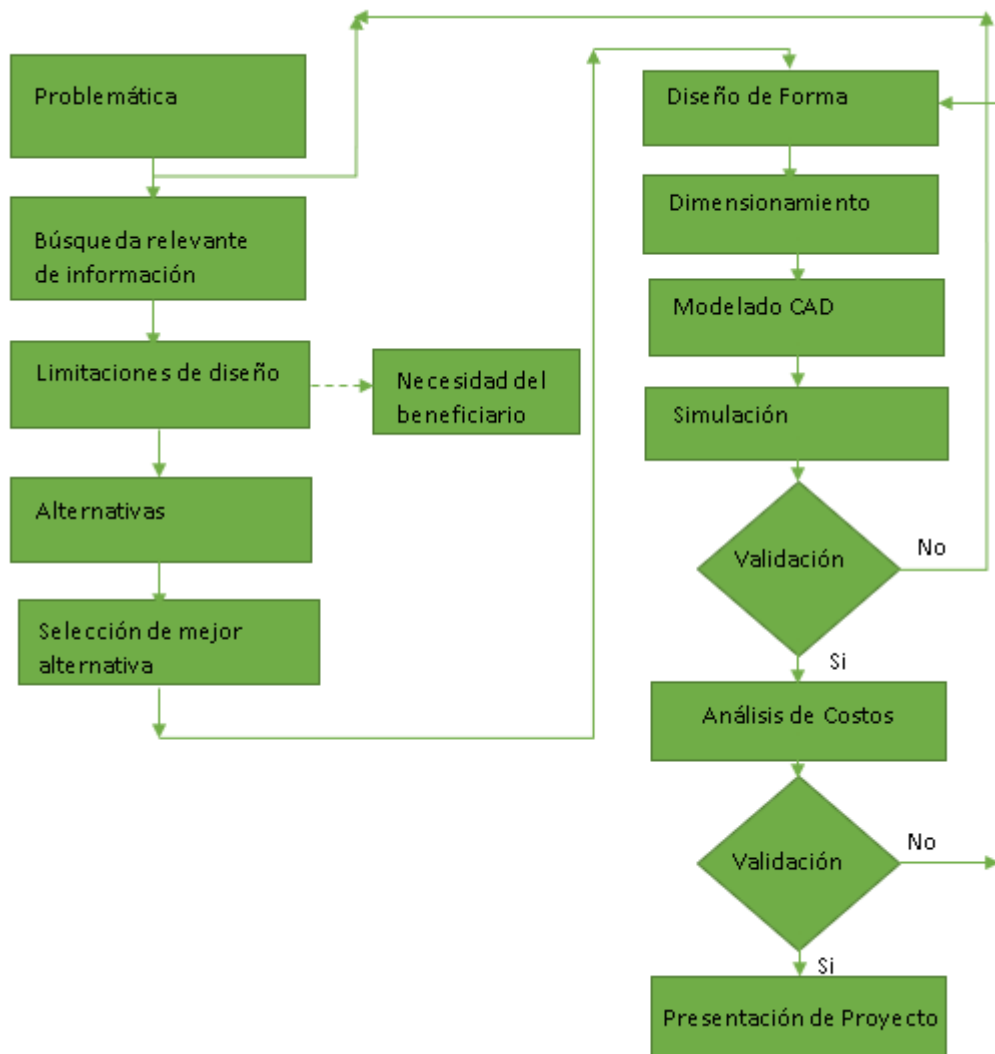 Problemática
Búsqueda relevante
de información
Limitaciones de diseño
Necesidad del
beneficiario
Alternativas
Selección de mejor
alternativa
Diseño de Forma
Dimensionamiento
Modelado CAD
Simulación
Validación
No
Si
Análisis de Costos
Validación
No
Si
Presentación de Proyecto